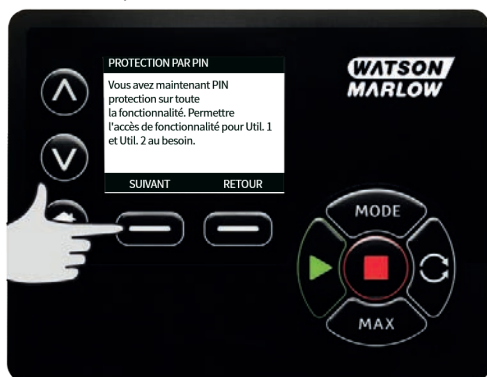 PROTECTION PAR PIN
Vous avez maintenant PIN
protection sur toute
la fonctionnalité. Permettre
l'accès de fonctionnalité pour Util. 1
et Util. 2 au besoin.
SUIVANT RETOUR
WATSON
MARLOW
MODE
MAX